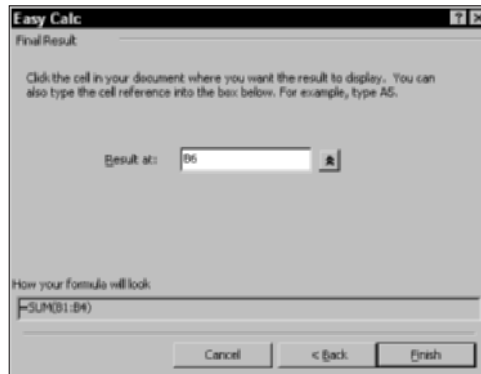 Easy Calc
Final Result
Click the cell in your document where you want the result to display. You can
also type the cell reference into the box below. For example, type A5.
Result at: B6
How your formula will look
=SUM(B1:B4)
Cancel < Back Finish